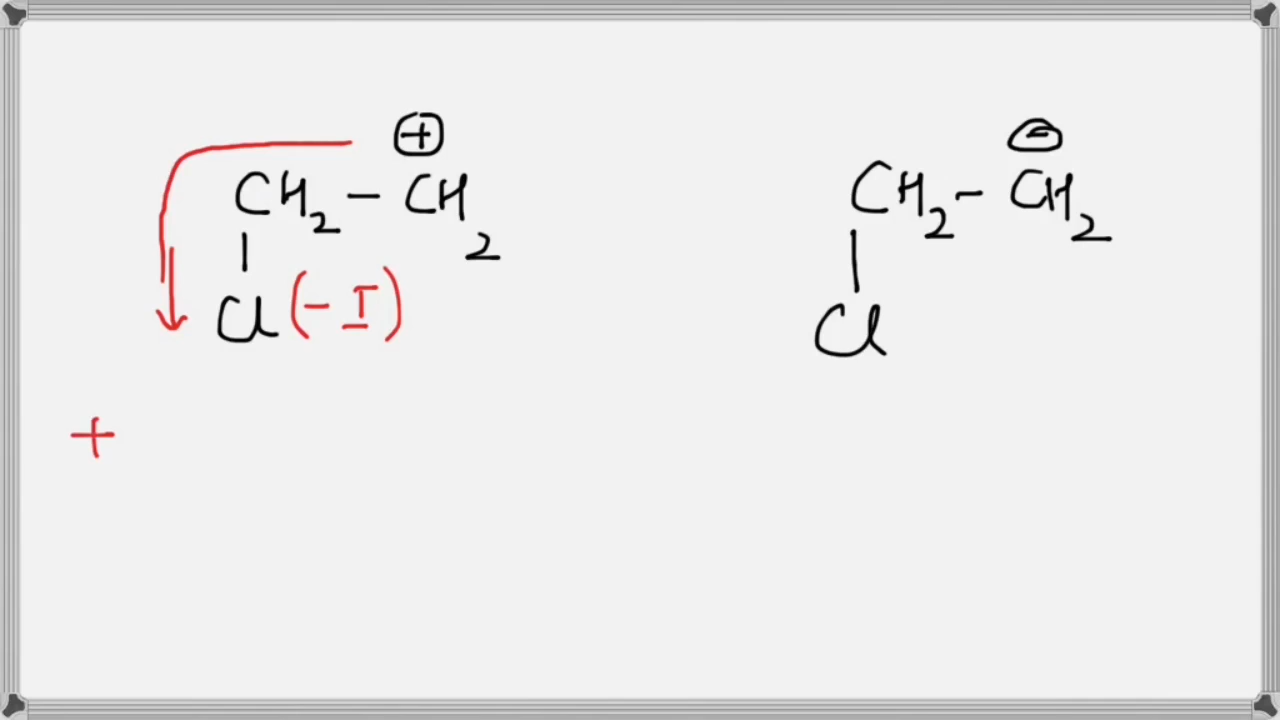 ⊕ ⊖
CH₂ – CH₂ CH₂ – CH₂
| |
Cl (- I) Cl
+